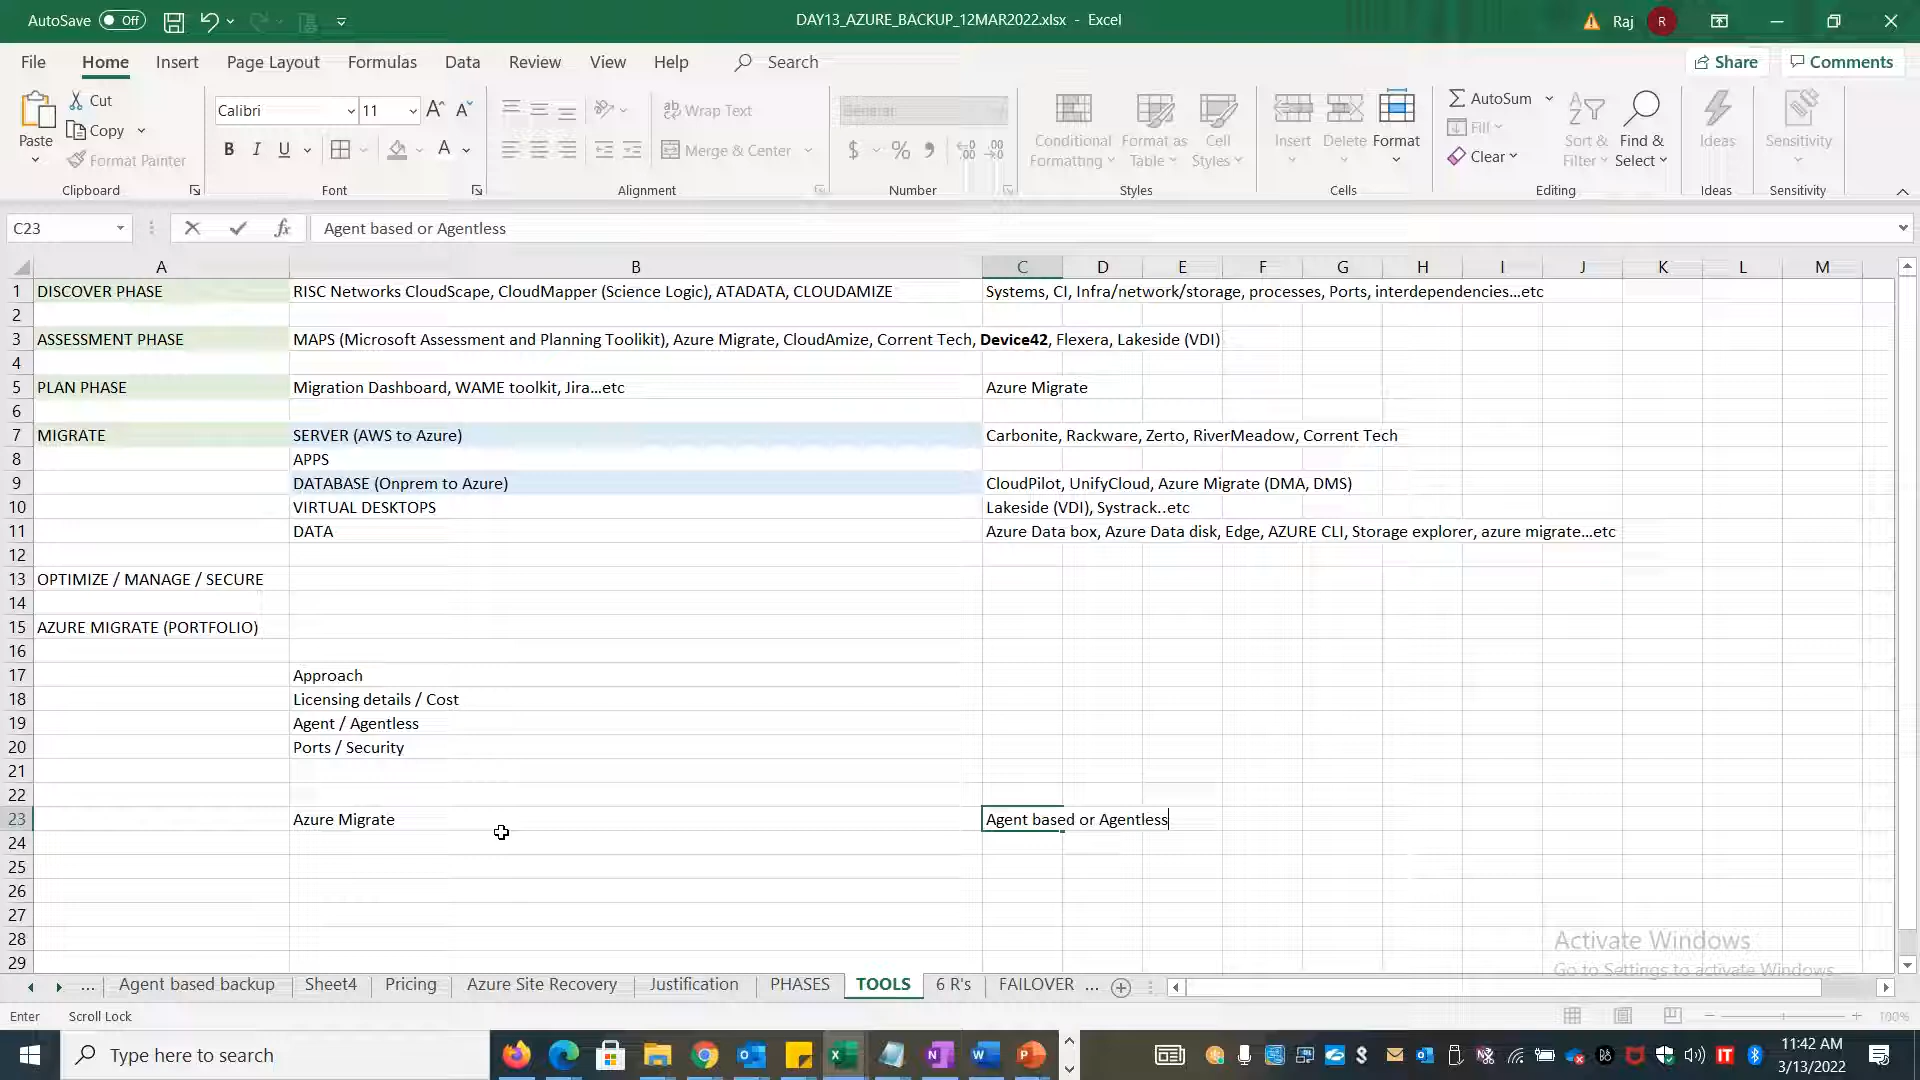 AutoSave Off
DAY13_AZURE_BACKUP_12MAR2022.xlsx - Excel
Raj R
File Home Insert Page Layout Formulas Data Review View Help Search
Share Comments
Paste
Cut
Copy
Format Painter
Clipboard
Calibri 11
B I U
Font
Wrap Text
Merge & Center
Alignment
General
Number
Conditional Formatting
Format as Table
Cell Styles
Styles
Insert Delete Format
Cells
AutoSum
Fill
Clear
Sort & Filter
Find & Select
Editing
Ideas
Ideas
Sensitivity
Sensitivity
C23 fx Agent based or Agentless
A B C D E F G H I J K L M
1 DISCOVER PHASE RISC Networks CloudScape, CloudMapper (Science Logic), ATADATA, CLOUDAMIZE Systems, CI, Infra/network/storage, processes, Ports, interdependencies...etc
2
3 ASSESSMENT PHASE MAPS (Microsoft Assessment and Planning Toolkit), Azure Migrate, CloudAmize, Corrent Tech, Device42, Flexera, Lakeside (VDI)
4
5 PLAN PHASE Migration Dashboard, WAME toolkit, Jira...etc Azure Migrate
6
7 MIGRATE SERVER (AWS to Azure) Carbonite, Rackware, Zerto, RiverMeadow, Corrent Tech
8 APPS
9 DATABASE (Onprem to Azure) CloudPilot, UnifyCloud, Azure Migrate (DMA, DMS)
10 VIRTUAL DESKTOPS Lakeside (VDI), Systrack..etc
11 DATA Azure Data box, Azure Data disk, Edge, AZURE CLI, Storage explorer, azure migrate...etc
12
13 OPTIMIZE / MANAGE / SECURE
14
15 AZURE MIGRATE (PORTFOLIO)
16
17 Approach
18 Licensing details / Cost
19 Agent / Agentless
20 Ports / Security
21
22
23 Azure Migrate Agent based or Agentless
24
25
26
27
28
29
Activate Windows
Go to Settings to activate Windows.
... Agent based backup Sheet4 Pricing Azure Site Recovery Justification PHASES TOOLS 6 R's FAILOVER ...
Enter Scroll Lock 100%
Type here to search
11:42 AM
3/13/2022